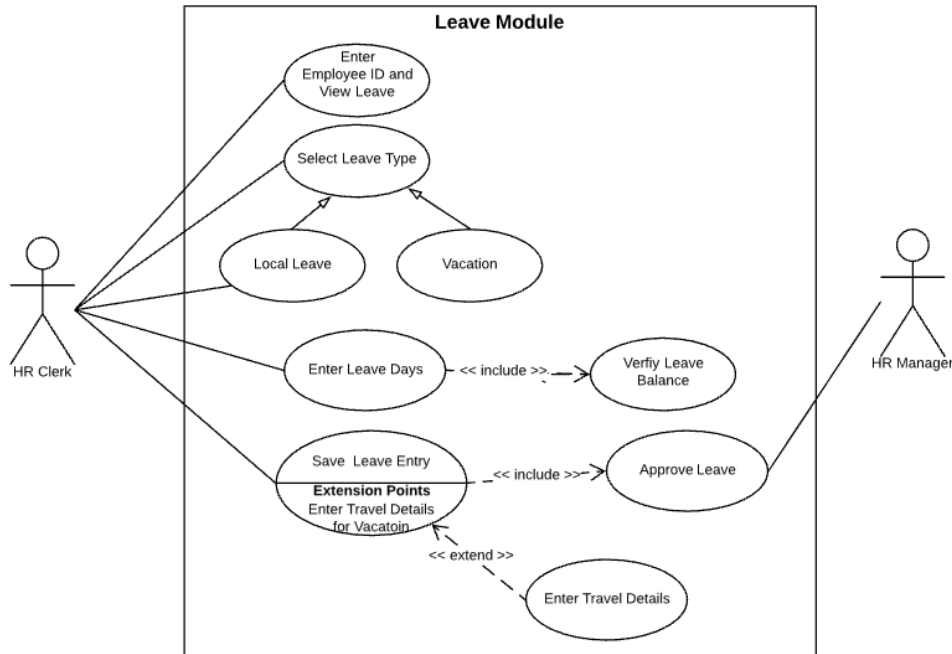 Leave Module
Enter
Employee ID and
View Leave
Select Leave Type
Local Leave
Vacation
HR Clerk
HR Manager
Enter Leave Days
<< include >>
Verfiy Leave
Balance
Save Leave Entry
<< include >>
Approve Leave
Extension Points
Enter Travel Details
for Vacatoin
<< extend >>
Enter Travel Details